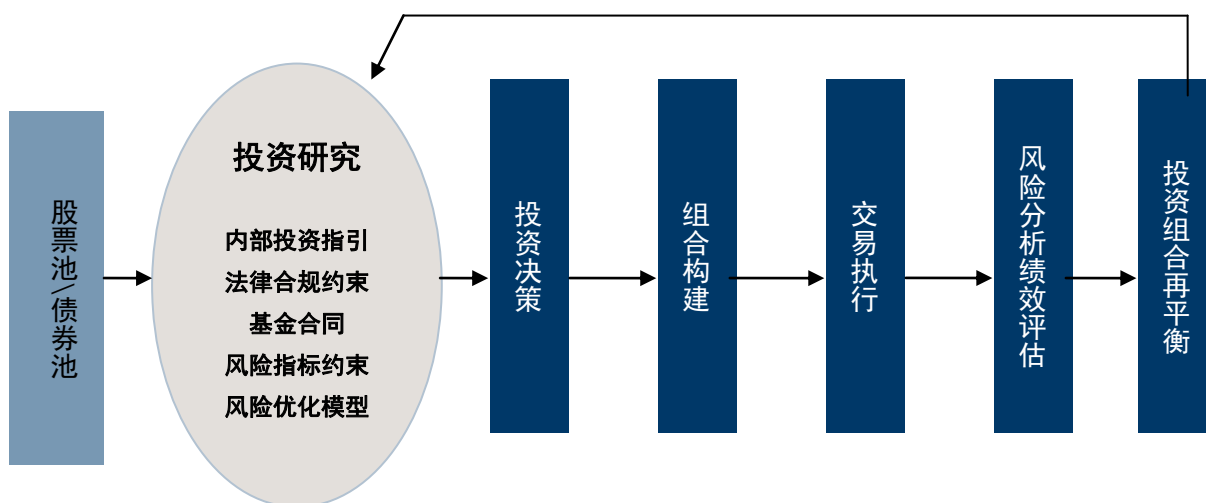 股票池\债券池
投资研究
内部投资指引
法律合规约束
基金合同
风险指标约束
风险优化模型
投资决策
组合构建
交易执行
风险分析绩效评估
投资组合再平衡